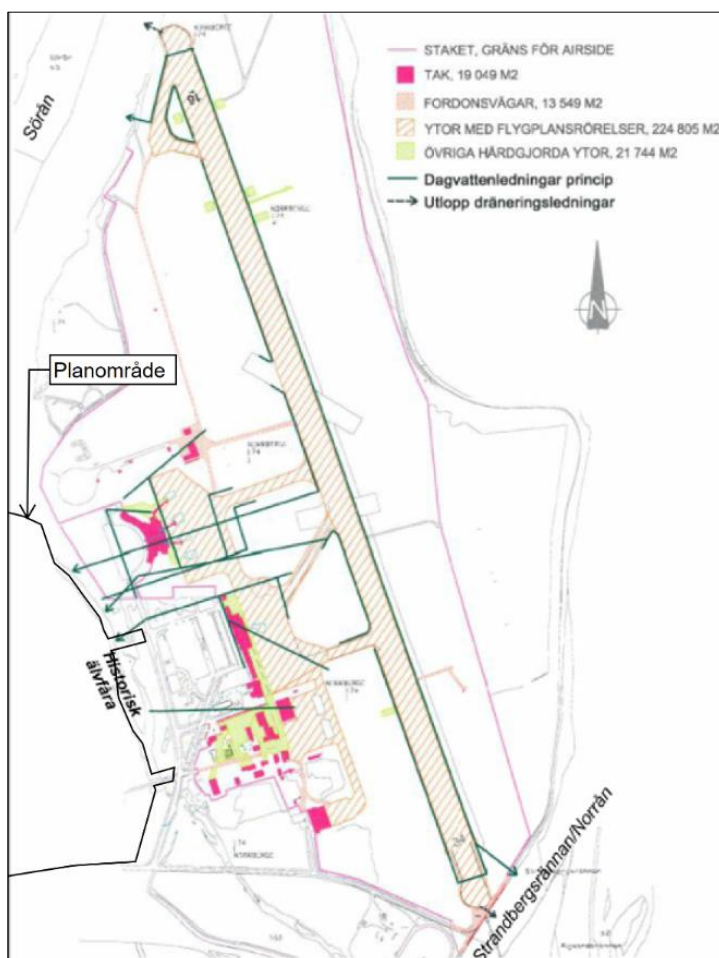 STAKET, GRÄNS FÖR AIRSIDE
TAK, 19 049 M2
FORDONSVÄGAR, 13 549 M2
YTOR MED FLYGPLANSRÖRELSER, 224 805 M2
ÖVRIGA HÅRDGJORDA YTOR, 21 744 M2
Dagvattenledningar princip
Utlopp dräneringsledningar
N
Sörån
16
Planområde
Historisk
älvfåra
Strandbergsrännan/Norrån